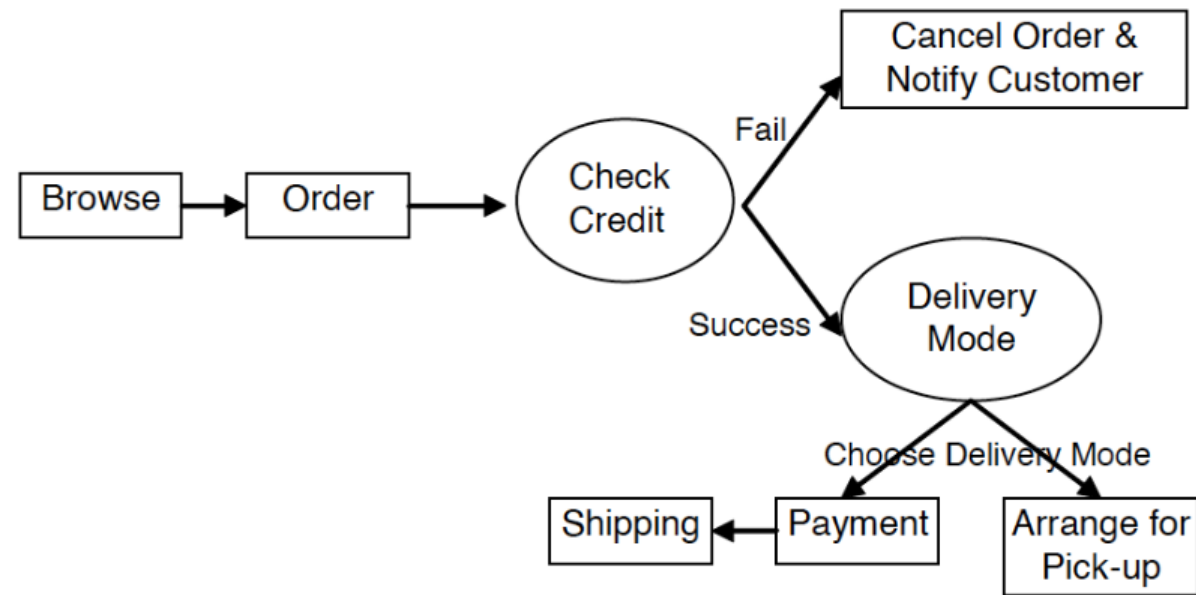 Cancel Order &
Notify Customer
Fail
Check
Credit
Browse
Order
Delivery
Mode
Success
Choose Delivery Mode
Shipping
Payment
Arrange for
Pick-up